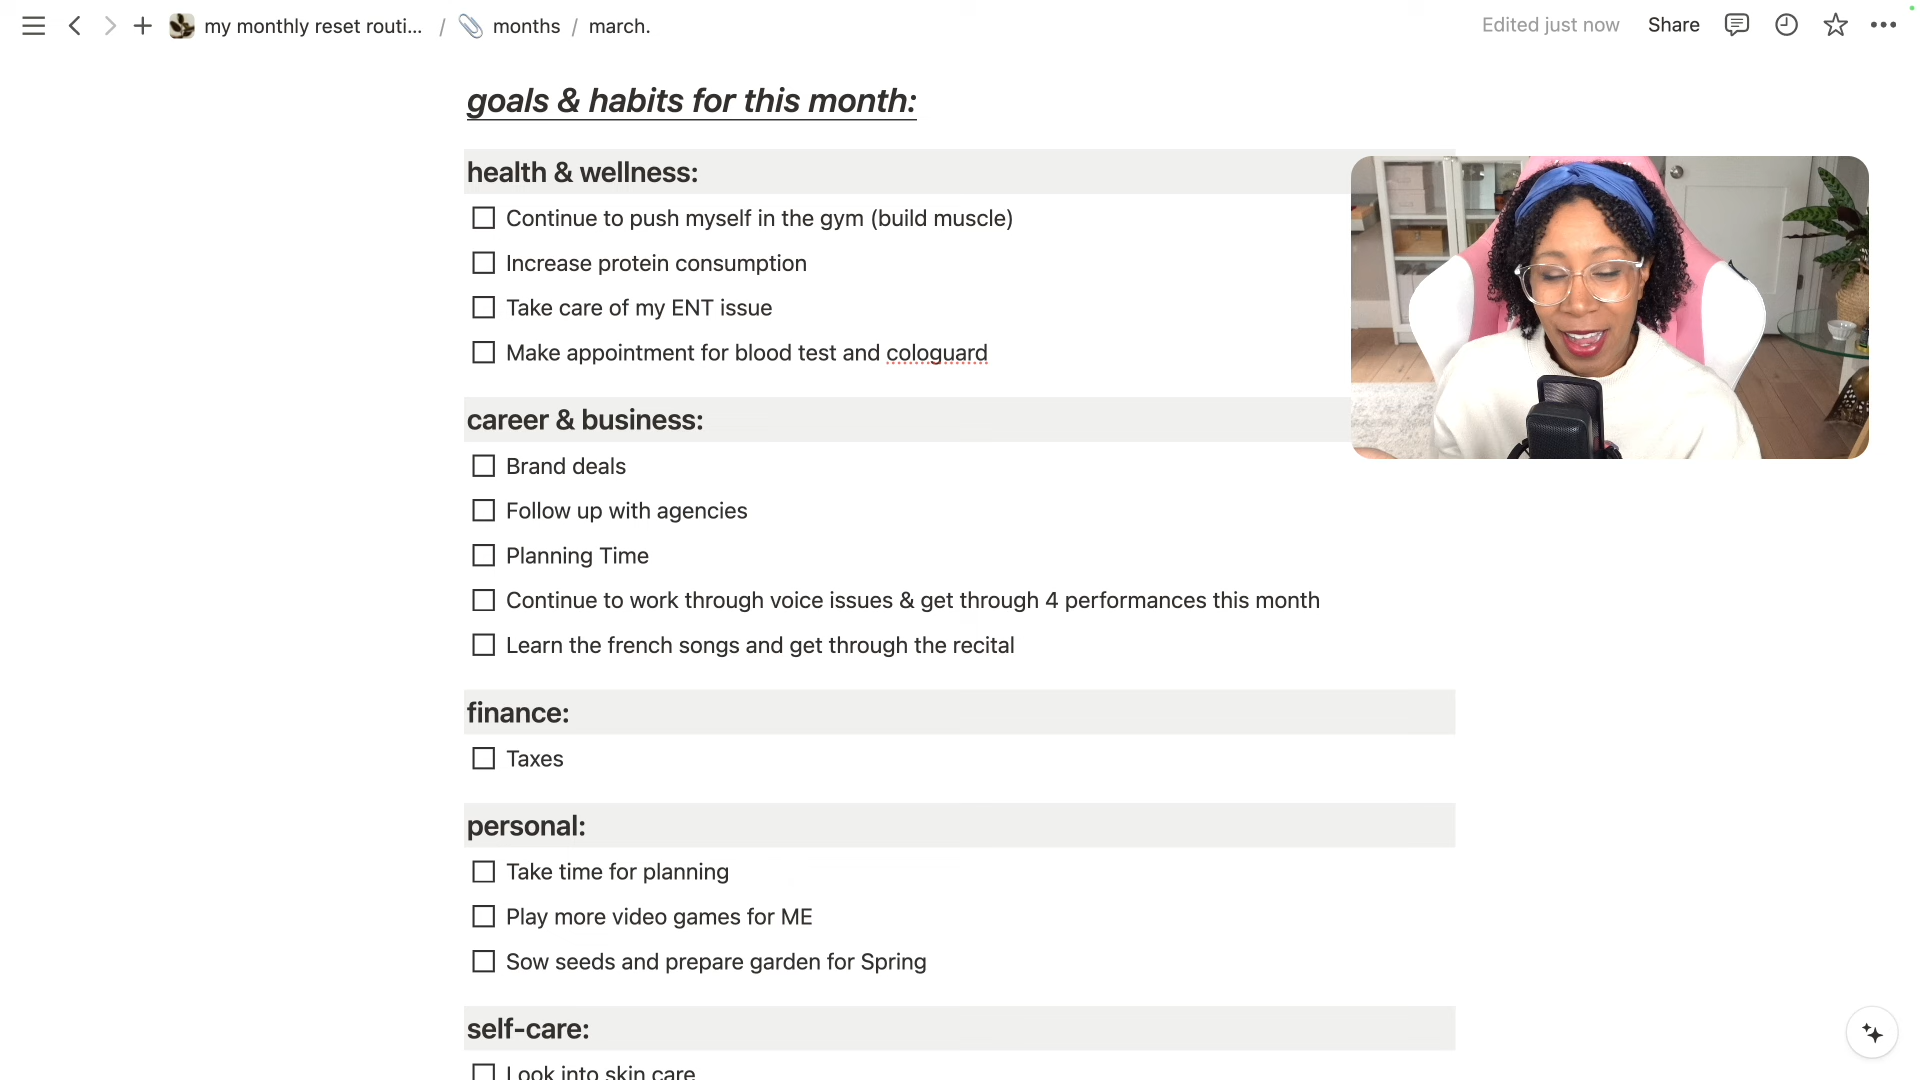 my monthly reset routi... / months / march.
Edited just now Share
goals & habits for this month:
health & wellness:
Continue to push myself in the gym (build muscle)
Increase protein consumption
Take care of my ENT issue
Make appointment for blood test and cologuard
career & business:
Brand deals
Follow up with agencies
Planning Time
Continue to work through voice issues & get through 4 performances this month
Learn the french songs and get through the recital
finance:
Taxes
personal:
Take time for planning
Play more video games for ME
Sow seeds and prepare garden for Spring
self-care:
Look into skin care